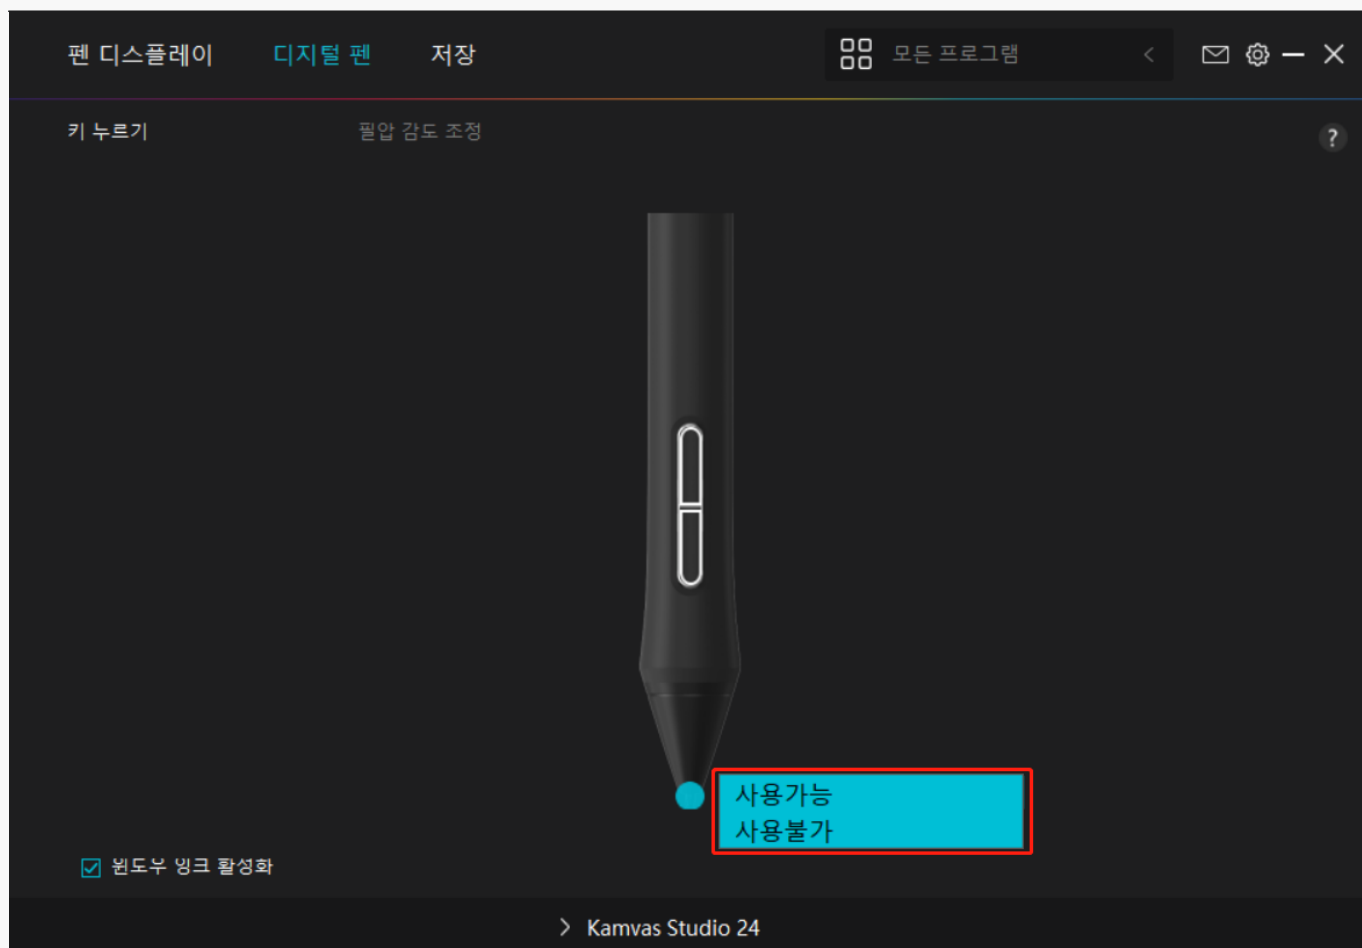 펜 디스플레이 디지털 펜 저장 모든 프로그램
키 누르기 필압 감도 조정 ?
사용가능
사용불가
윈도우 잉크 활성화
Kamvas Studio 24